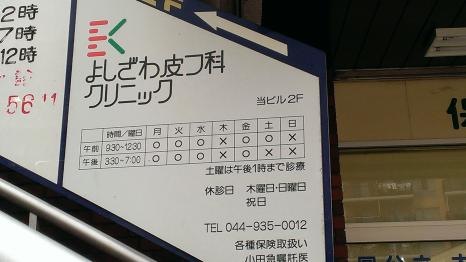 2F
2時
7時
12時
56
よしざわ皮フ科
クリニック
当ビル2F
時間/曜日 月 火 水 木 金 土 日
午前 9:30~12:30 ○ ○ ○ × ○ ○ ×
午後 3:30~7:00 ○ ○ ○ × ○ × ×
土曜は午後1時まで診療
休診日 木曜日・日曜日
祝日
TEL 044-935-0012
各種保険取扱い
小田急嘱託医